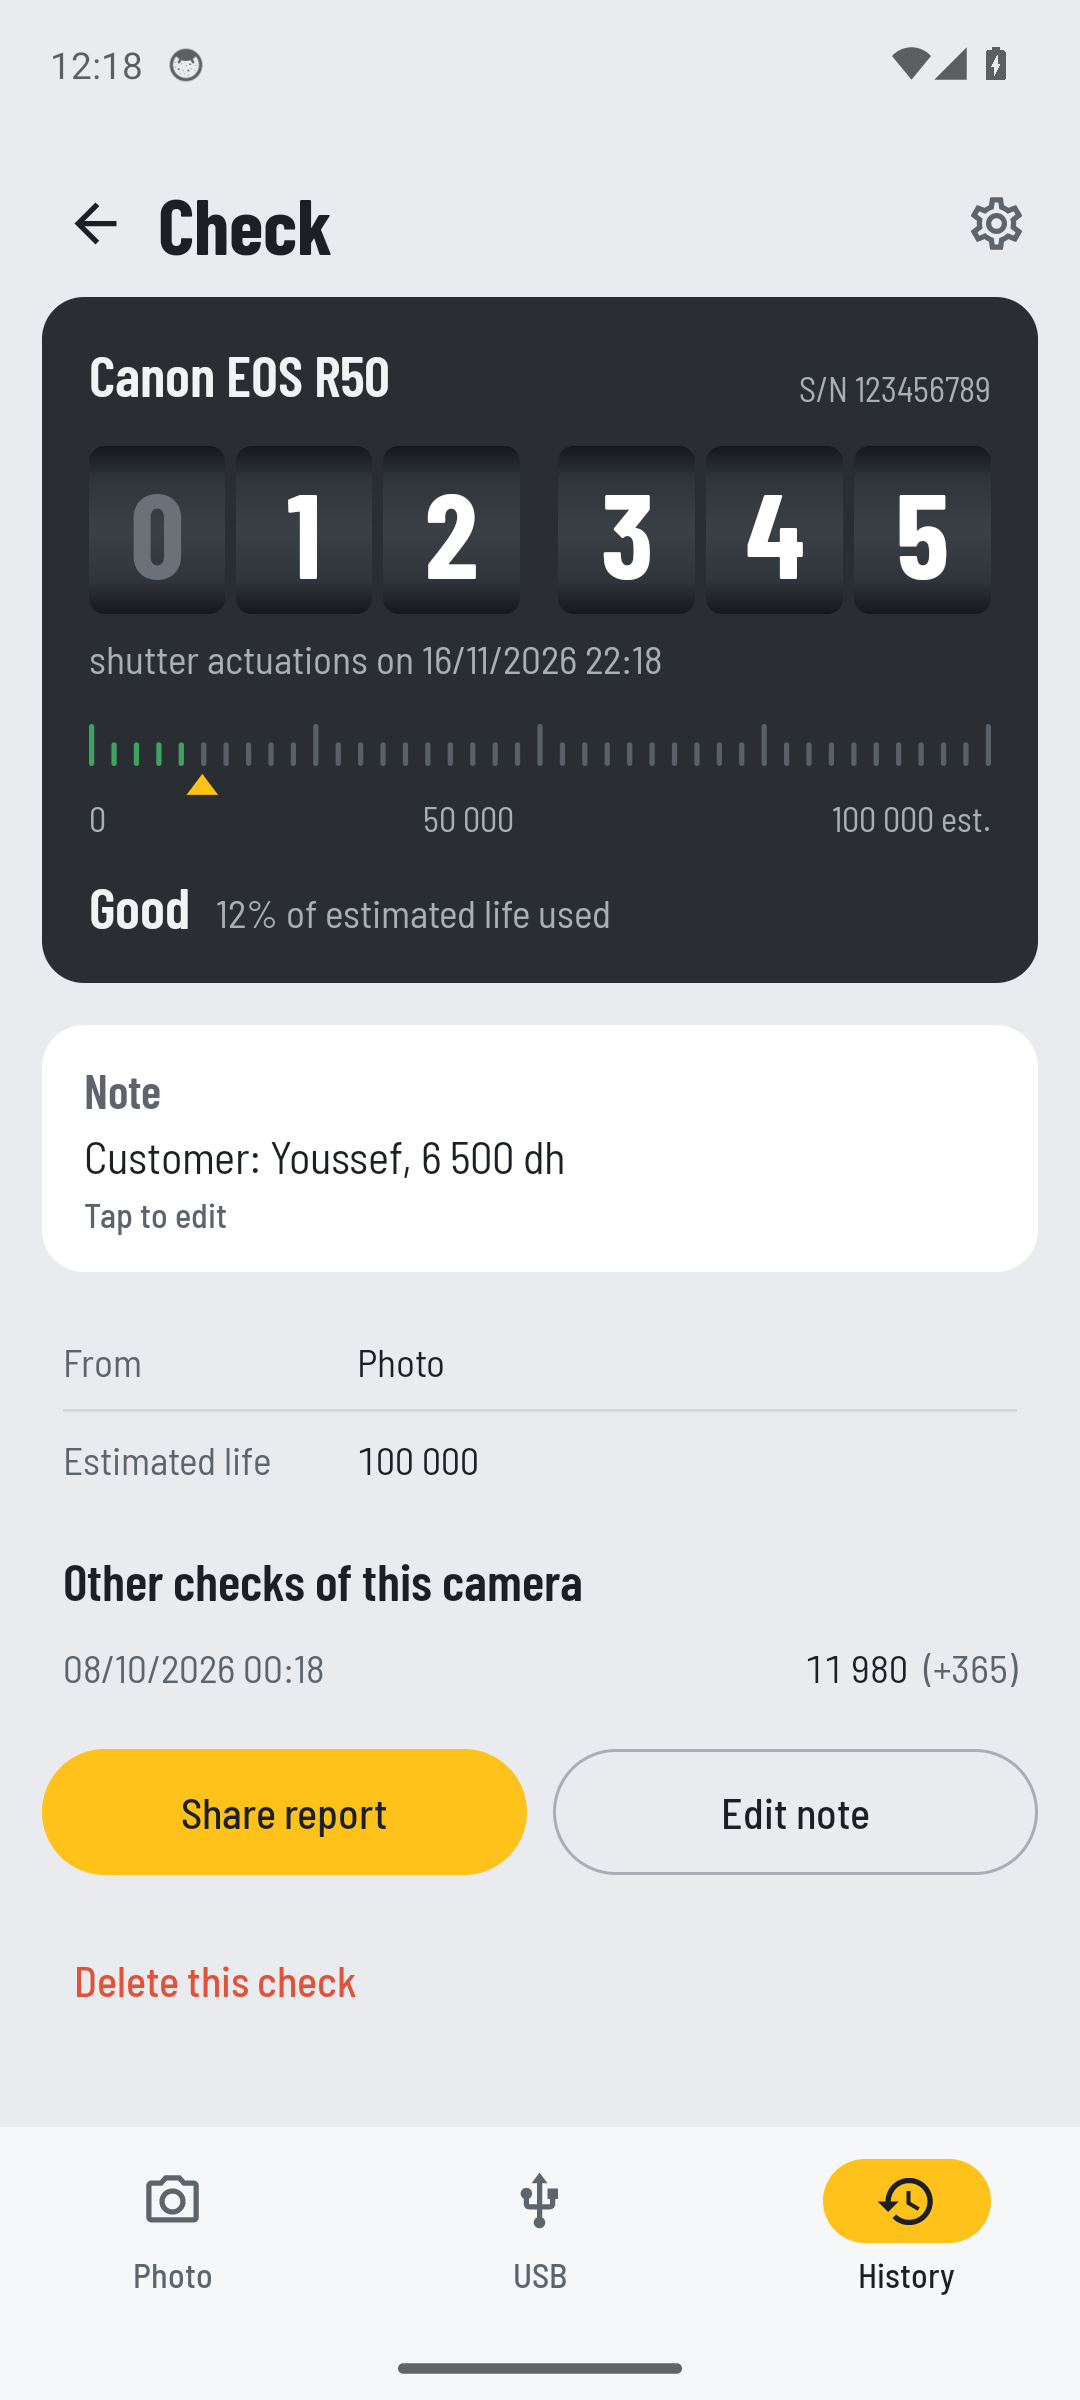 12:18
Check
Canon EOS R50
S/N 123456789
0 1 2 3 4 5
shutter actuations on 16/11/2026 22:18
0 50 000 100 000 est.
Good 12% of estimated life used
Note
Customer: Youssef, 6 500 dh
Tap to edit
From Photo
Estimated life 100 000
Other checks of this camera
08/10/2026 00:18 11 980 (+365)
Share report Edit note
Delete this check
Photo USB History